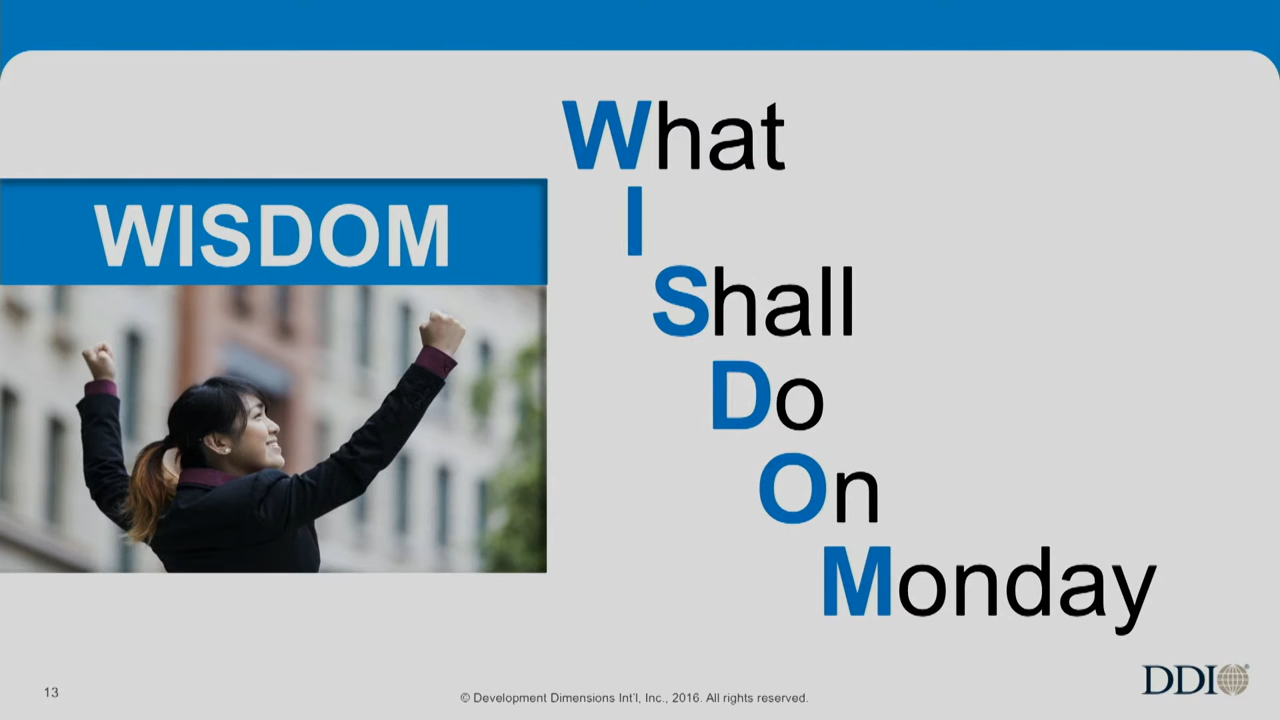 WISDOM
What
I
Shall
Do
On
Monday
13
© Development Dimensions Int'l, Inc., 2016. All rights reserved.
DDI